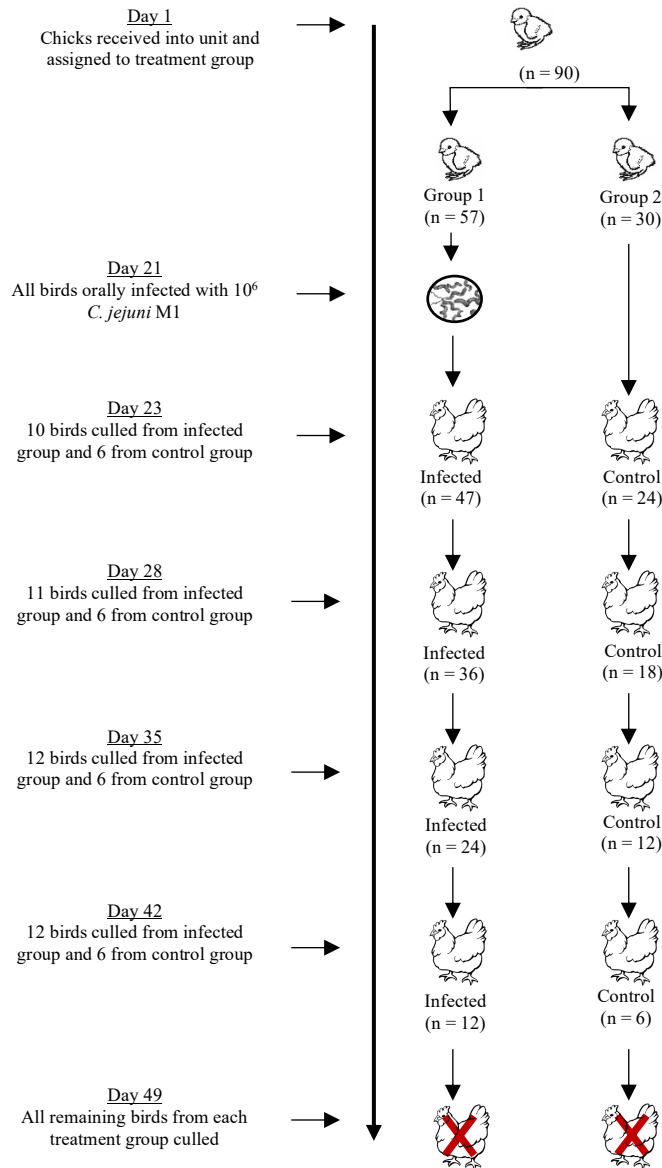 Day 1
Chicks received into unit and
assigned to treatment group
(n = 90)
Group 1
(n = 57)
Group 2
(n = 30)
Day 21
All birds orally infected with 10⁶
C. jejuni M1
Day 23
10 birds culled from infected
group and 6 from control group
Infected
(n = 47)
Control
(n = 24)
Day 28
11 birds culled from infected
group and 6 from control group
Infected
(n = 36)
Control
(n = 18)
Day 35
12 birds culled from infected
group and 6 from control group
Infected
(n = 24)
Control
(n = 12)
Day 42
12 birds culled from infected
group and 6 from control group
Infected
(n = 12)
Control
(n = 6)
Day 49
All remaining birds from each
treatment group culled